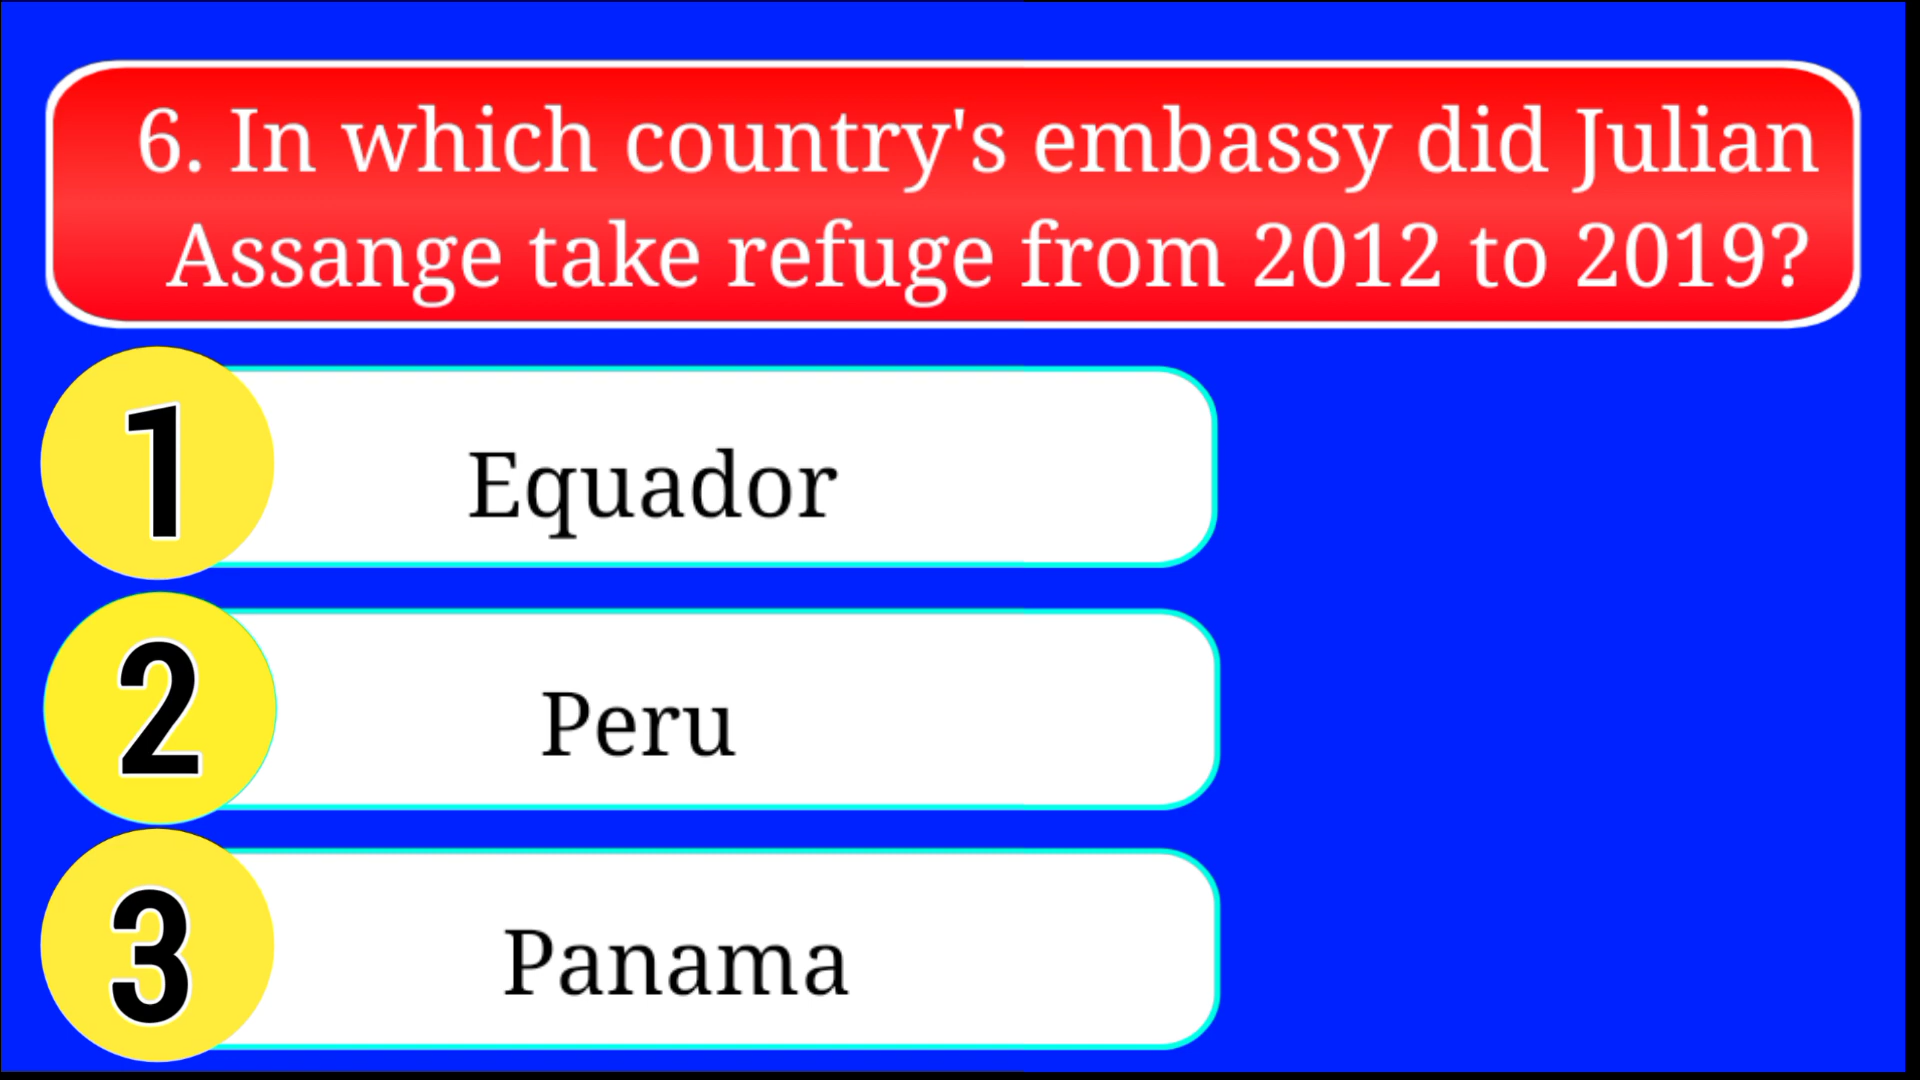 6. In which country's embassy did Julian
Assange take refuge from 2012 to 2019?
1
Equador
2
Peru
3
Panama